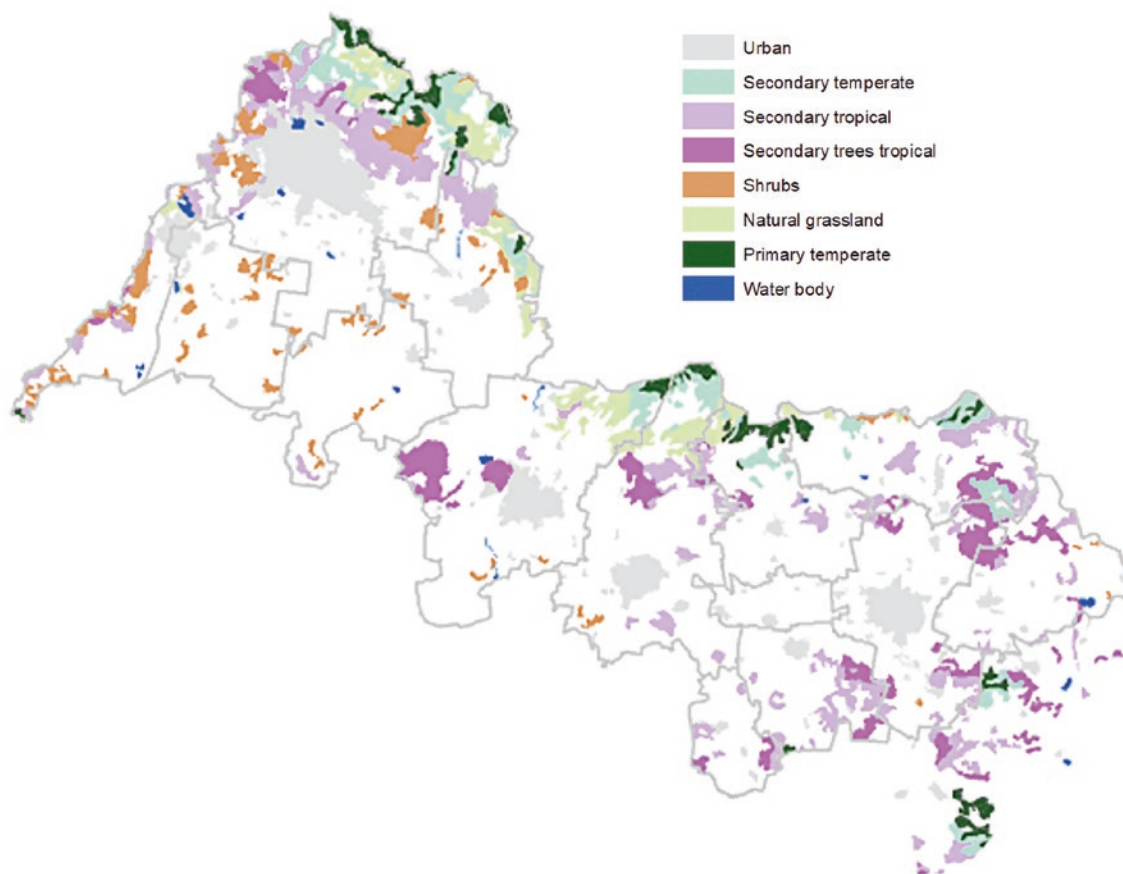 Urban
Secondary temperate
Secondary tropical
Secondary trees tropical
Shrubs
Natural grassland
Primary temperate
Water body